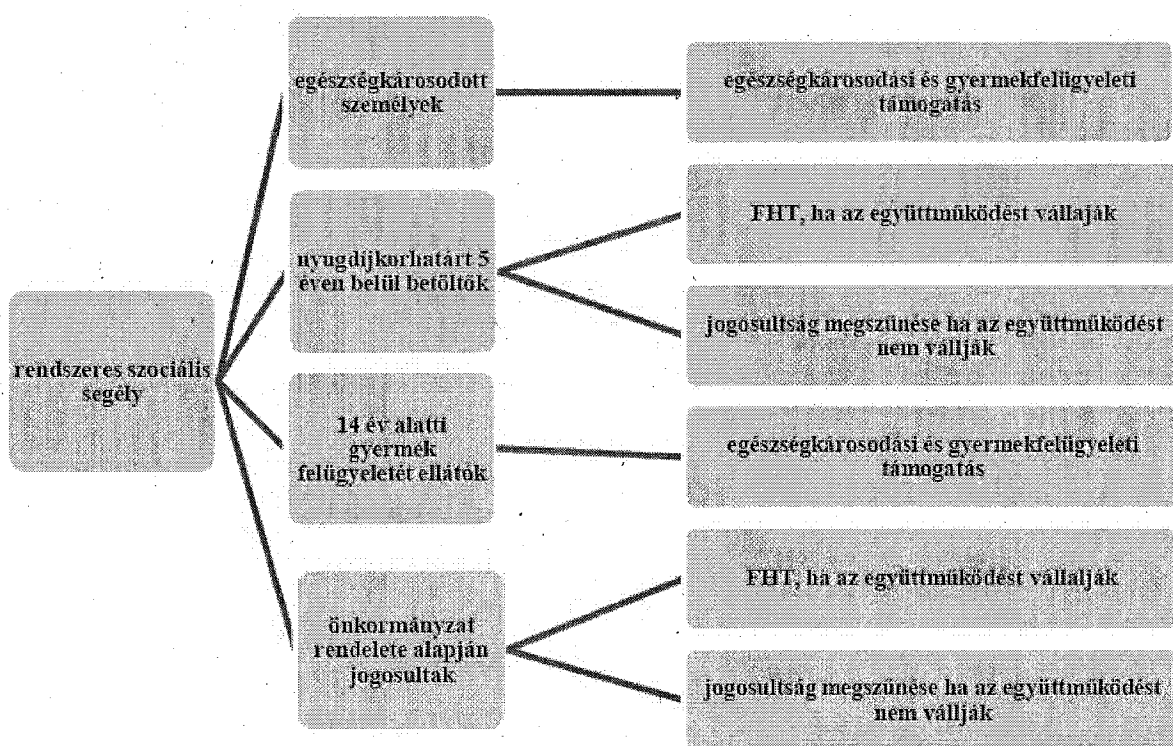 rendszeres szociális
segély
egészségkárosodott
személyek
egészségkárosodási és gyermekfelügyeleti
támogatás
nyugdíjkorhatárt 5
éven belül betöltők
FHT, ha az együttműködést vállaják
jogosultság megszűnése ha az együttműködést
nem vállják
14 év alatti
gyermek
felügyeletét ellátók
egészségkárosodási és gyermekfelügyeleti
támogatás
önkormányzat
rendelete alapján
jogosultak
FHT, ha az együttműködést vállalják
jogosultság megszűnése ha az együttműködést
nem vállják